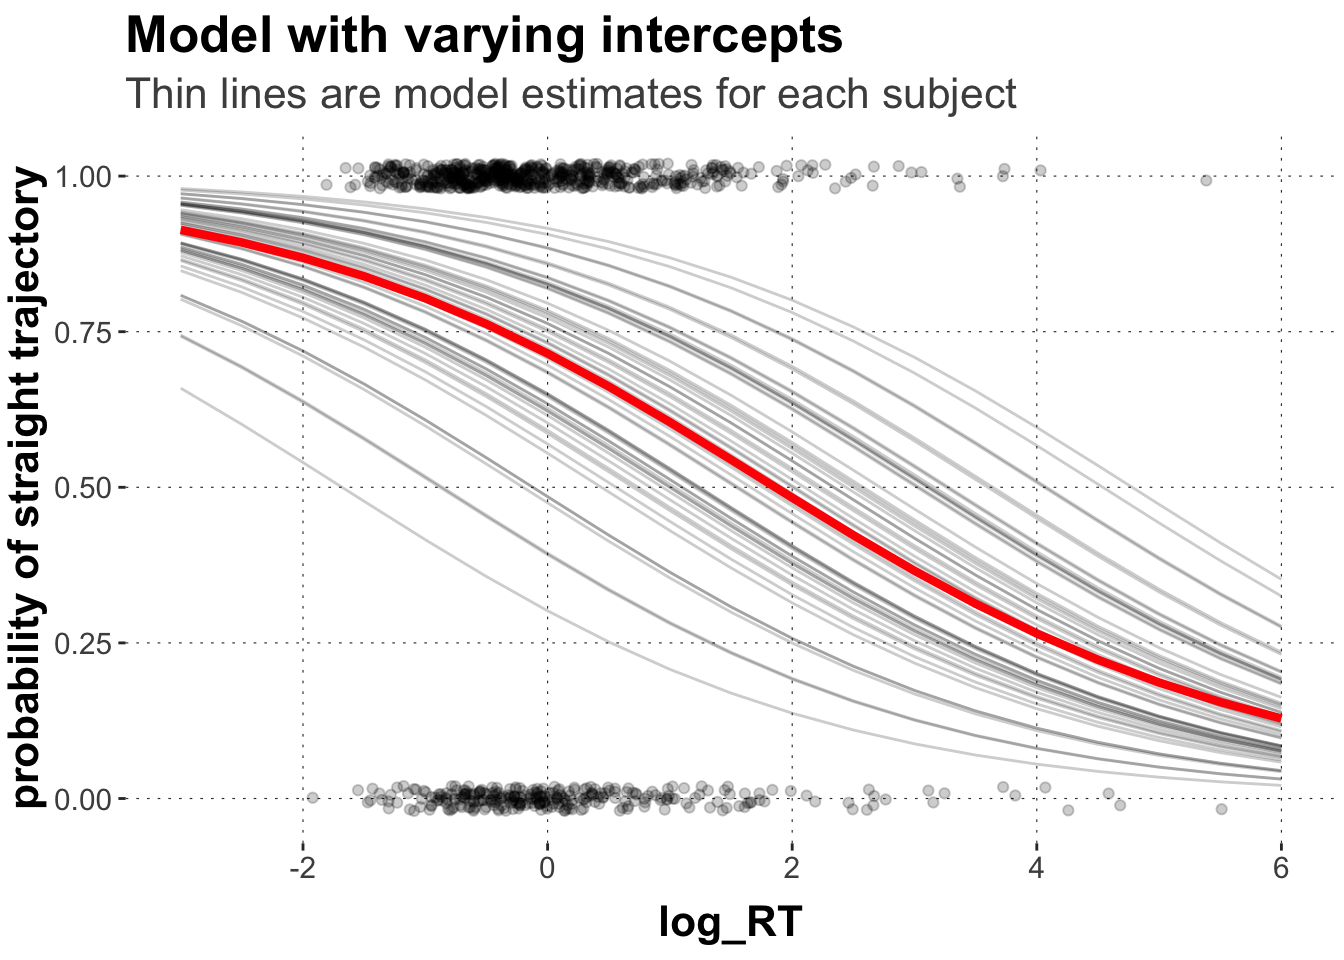 Model with varying intercepts
Thin lines are model estimates for each subject
probability of straight trajectory
1.00
0.75
0.50
0.25
0.00
-2
0
2
4
6
log_RT